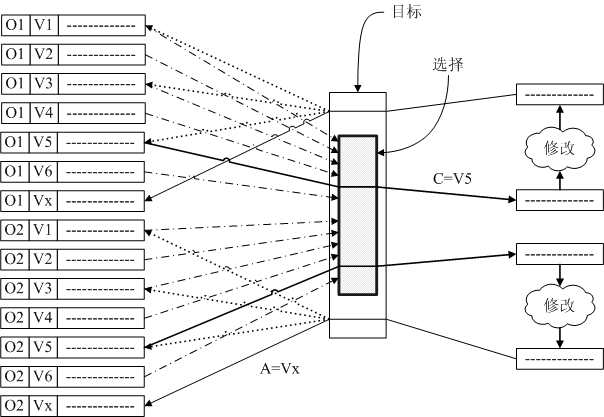 目标
选择
O1 V1 ---------------
O1 V2 ---------------
O1 V3 ---------------
O1 V4 ---------------
O1 V5 ---------------
O1 V6 ---------------
O1 Vx ---------------
O2 V1 ---------------
O2 V2 ---------------
O2 V3 ---------------
O2 V4 ---------------
O2 V5 ---------------
O2 V6 ---------------
O2 Vx ---------------
C=V5
A=Vx
---------------
修改
---------------
---------------
修改
---------------